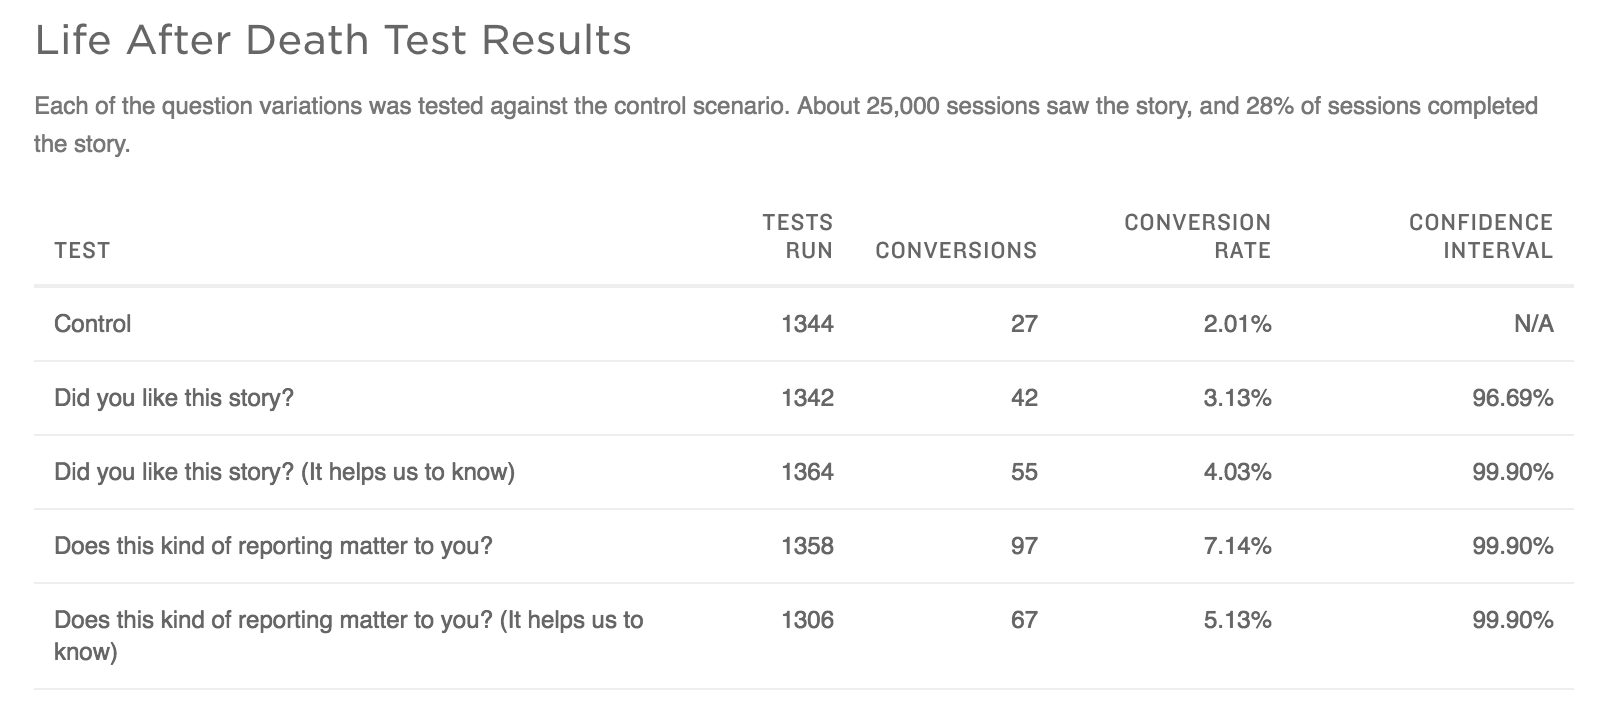 Life After Death Test Results
Each of the question variations was tested against the control scenario. About 25,000 sessions saw the story, and 28% of sessions completed
the story.
TEST TESTS RUN CONVERSIONS CONVERSION RATE CONFIDENCE INTERVAL
Control 1344 27 2.01% N/A
Did you like this story? 1342 42 3.13% 96.69%
Did you like this story? (It helps us to know) 1364 55 4.03% 99.90%
Does this kind of reporting matter to you? 1358 97 7.14% 99.90%
Does this kind of reporting matter to you? (It helps us to 1306 67 5.13% 99.90%
know)